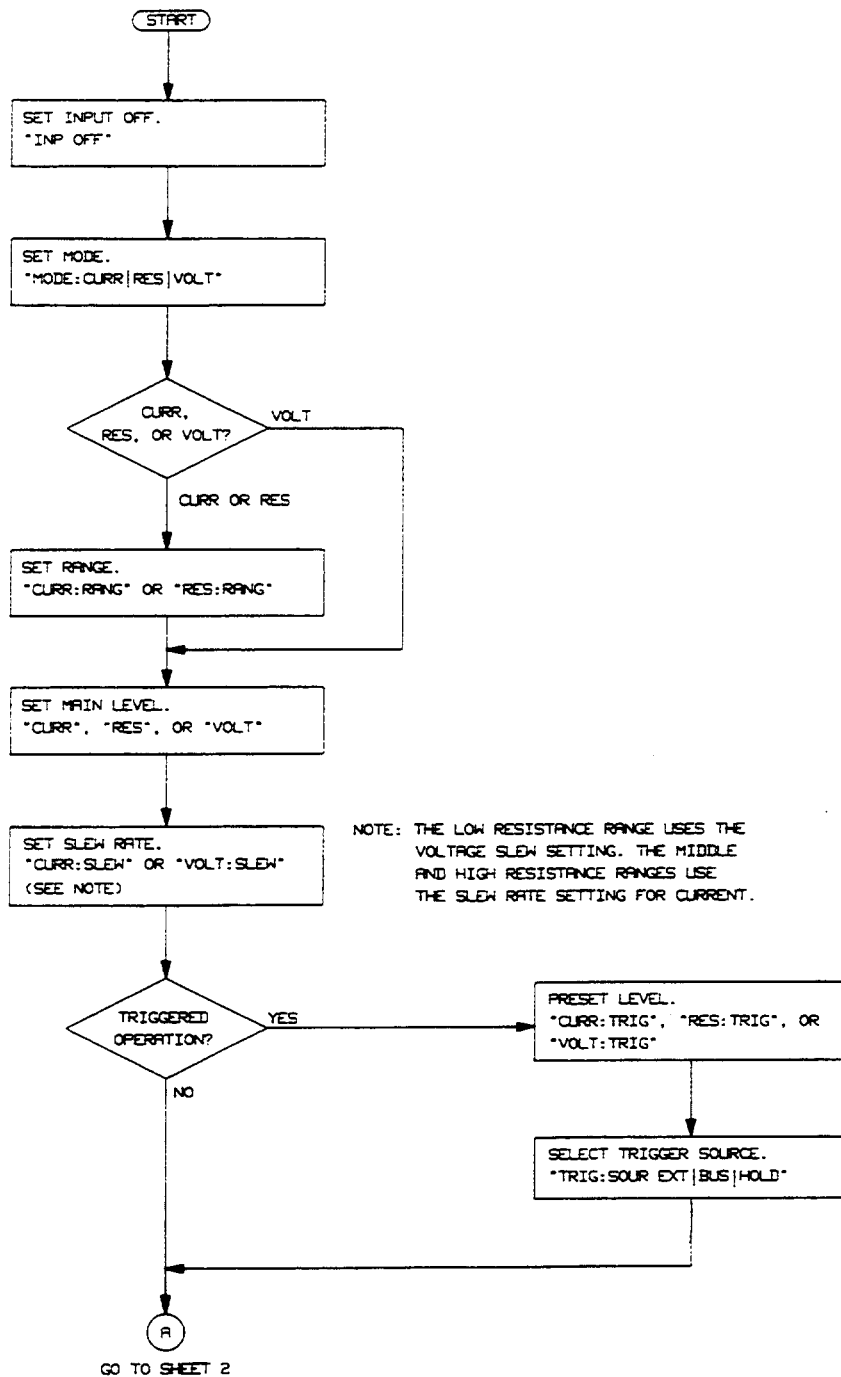 START
SET INPUT OFF.
"INP OFF"
SET MODE.
"MODE:CURR|RES|VOLT"
CURR,
RES, OR VOLT?
VOLT
CURR OR RES
SET RANGE.
"CURR:RANG" OR "RES:RANG"
SET MAIN LEVEL.
"CURR", "RES", OR "VOLT"
SET SLEW RATE.
"CURR:SLEW" OR "VOLT:SLEW"
(SEE NOTE)
NOTE: THE LOW RESISTANCE RANGE USES THE
VOLTAGE SLEW SETTING. THE MIDDLE
AND HIGH RESISTANCE RANGES USE
THE SLEW RATE SETTING FOR CURRENT.
TRIGGERED
OPERATION?
YES
NO
PRESET LEVEL.
"CURR:TRIG", "RES:TRIG", OR
"VOLT:TRIG"
SELECT TRIGGER SOURCE.
"TRIG:SOUR EXT|BUS|HOLD"
A
GO TO SHEET 2